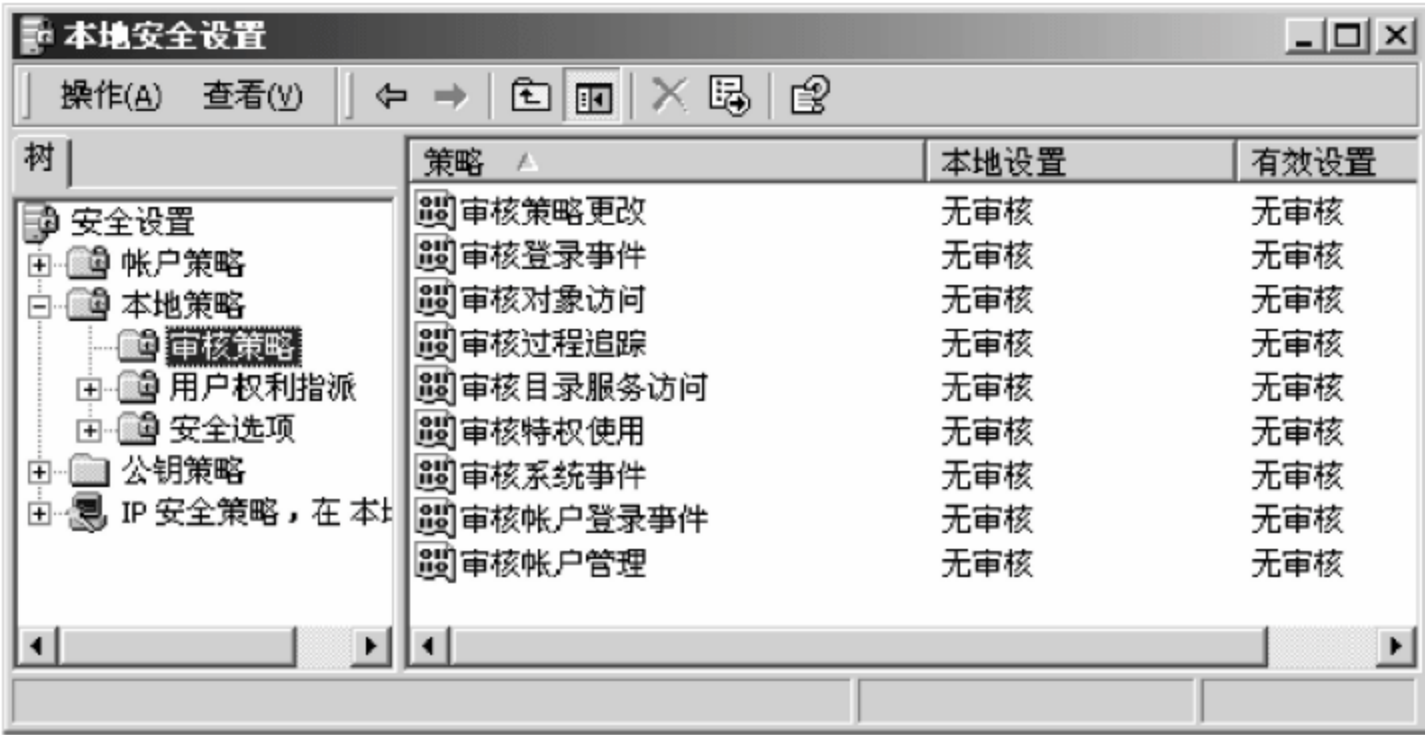 本地安全设置
操作(A) 查看(V)
树
策略 本地设置 有效设置
安全设置
帐户策略
本地策略
审核策略
用户权利指派
安全选项
公钥策略
IP 安全策略，在 本
审核策略更改 无审核 无审核
审核登录事件 无审核 无审核
审核对象访问 无审核 无审核
审核过程追踪 无审核 无审核
审核目录服务访问 无审核 无审核
审核特权使用 无审核 无审核
审核系统事件 无审核 无审核
审核帐户登录事件 无审核 无审核
审核帐户管理 无审核 无审核